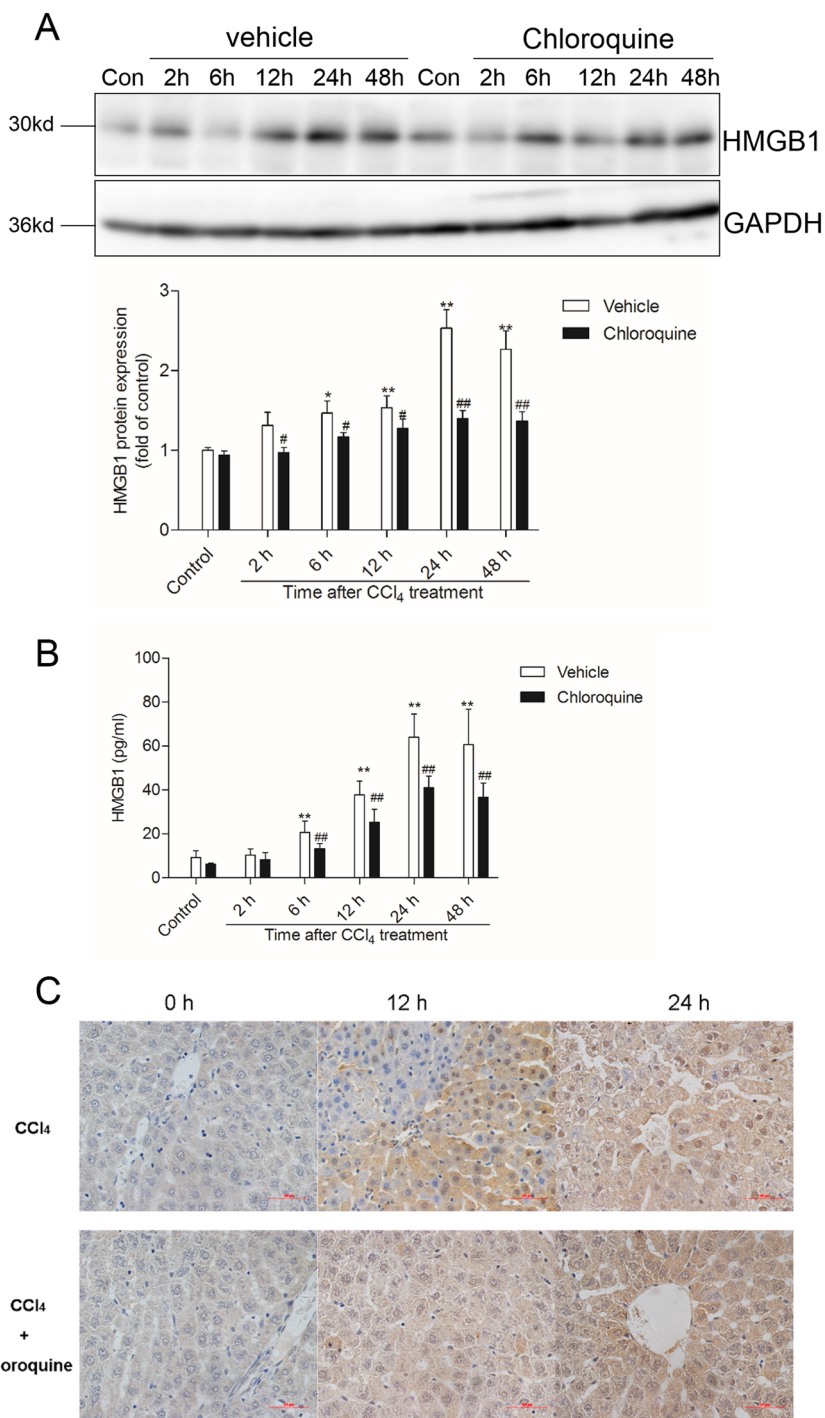 A
vehicle Chloroquine
Con 2h 6h 12h 24h 48h Con 2h 6h 12h 24h 48h
30kd
HMGB1
36kd
GAPDH
HMGB1 protein expression
(fold of control)
3
2
1
0
Vehicle
Chloroquine
*
**
**
**
#
#
#
##
##
Control 2 h 6 h 12 h 24 h 48 h
Time after CCl₄ treatment
B
HMGB1 (pg/ml)
100
80
60
40
20
0
Vehicle
Chloroquine
**
**
**
**
##
##
##
##
Control 2 h 6 h 12 h 24 h 48 h
Time after CCl₄ treatment
C
0 h 12 h 24 h
CCl₄
CCl₄
+
oroquine